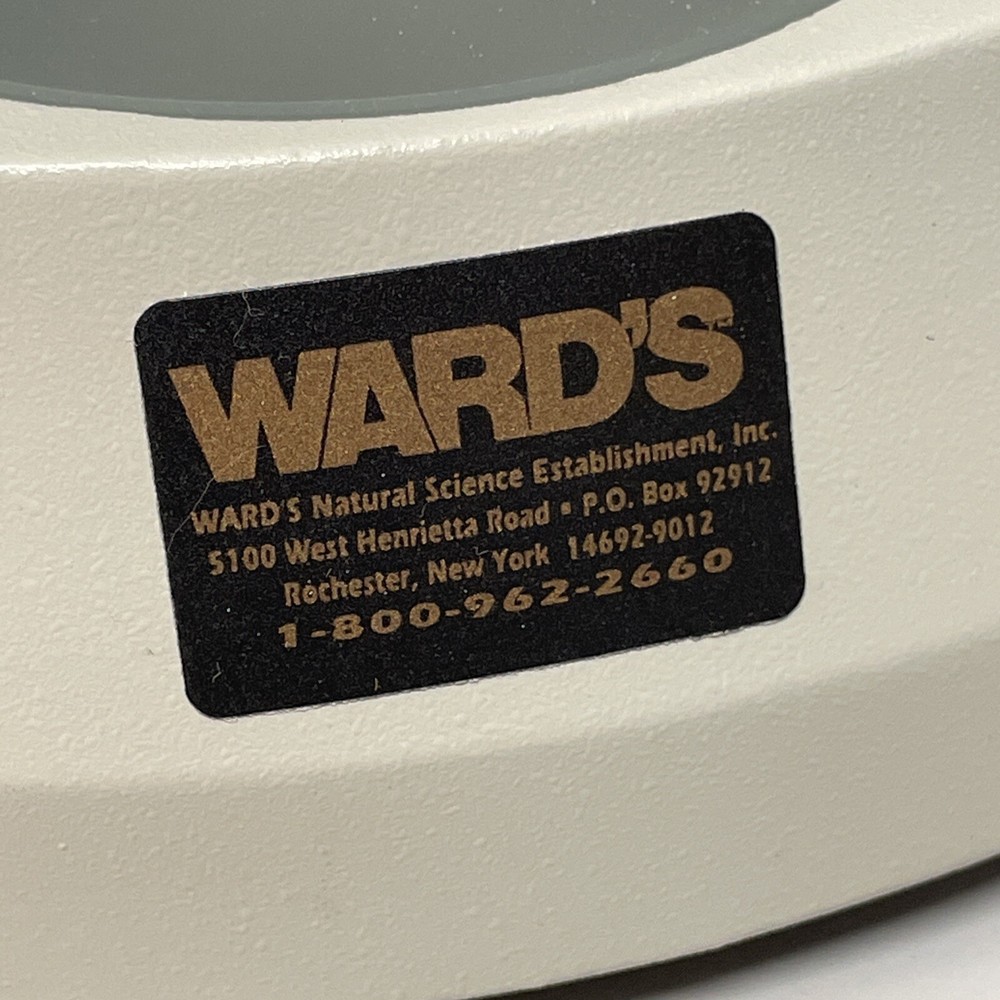 WARD'S
WARD'S Natural Science Establishment, Inc.
5100 West Henrietta Road • P.O. Box 92912
Rochester, New York 14692-9012
1-800-962-2660